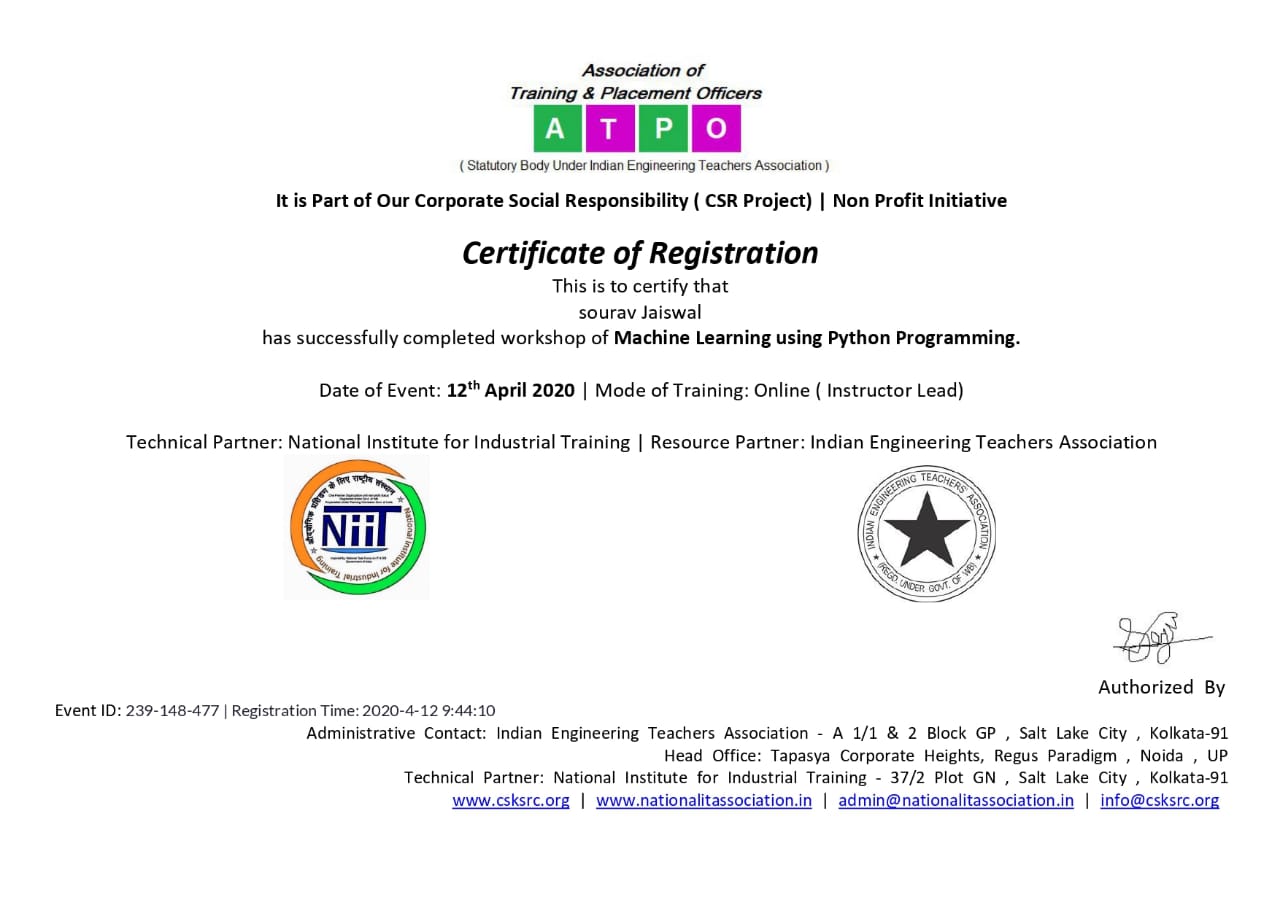 Association of
Training & Placement Officers
A T P O
( Statutory Body Under Indian Engineering Teachers Association )
It is Part of Our Corporate Social Responsibility ( CSR Project) | Non Profit Initiative
Certificate of Registration
This is to certify that
sourav Jaiswal
has successfully completed workshop of Machine Learning using Python Programming.
Date of Event: 12th April 2020 | Mode of Training: Online ( Instructor Lead)
Technical Partner: National Institute for Industrial Training | Resource Partner: Indian Engineering Teachers Association
औद्योगिक प्रशिक्षण के लिए राष्ट्रीय संस्थान
NiiT
National Institute for Industrial Training
INDIAN ENGINEERING TEACHERS' ASSOCIATION
(REGD. UNDER GOVT. OF WB)
Authorized By
Event ID: 239-148-477 | Registration Time: 2020-4-12 9:44:10
Administrative Contact: Indian Engineering Teachers Association - A 1/1 & 2 Block GP , Salt Lake City , Kolkata-91
Head Office: Tapasya Corporate Heights, Regus Paradigm , Noida , UP
Technical Partner: National Institute for Industrial Training - 37/2 Plot GN , Salt Lake City , Kolkata-91
www.csksrc.org | www.nationalitassociation.in | admin@nationalitassociation.in | info@csksrc.org